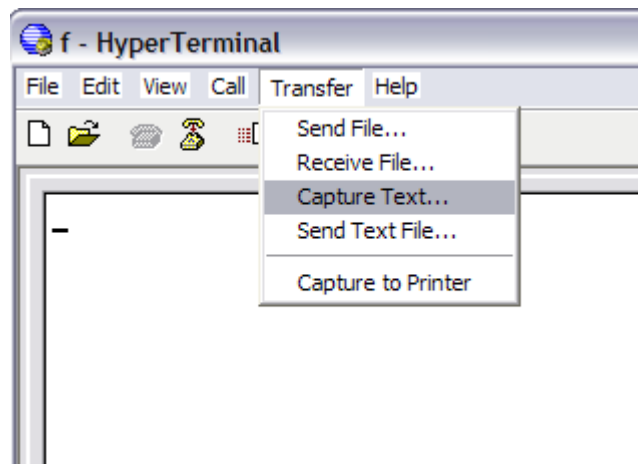 f - HyperTerminal
File Edit View Call Transfer Help
Send File...
Receive File...
Capture Text...
Send Text File...
Capture to Printer